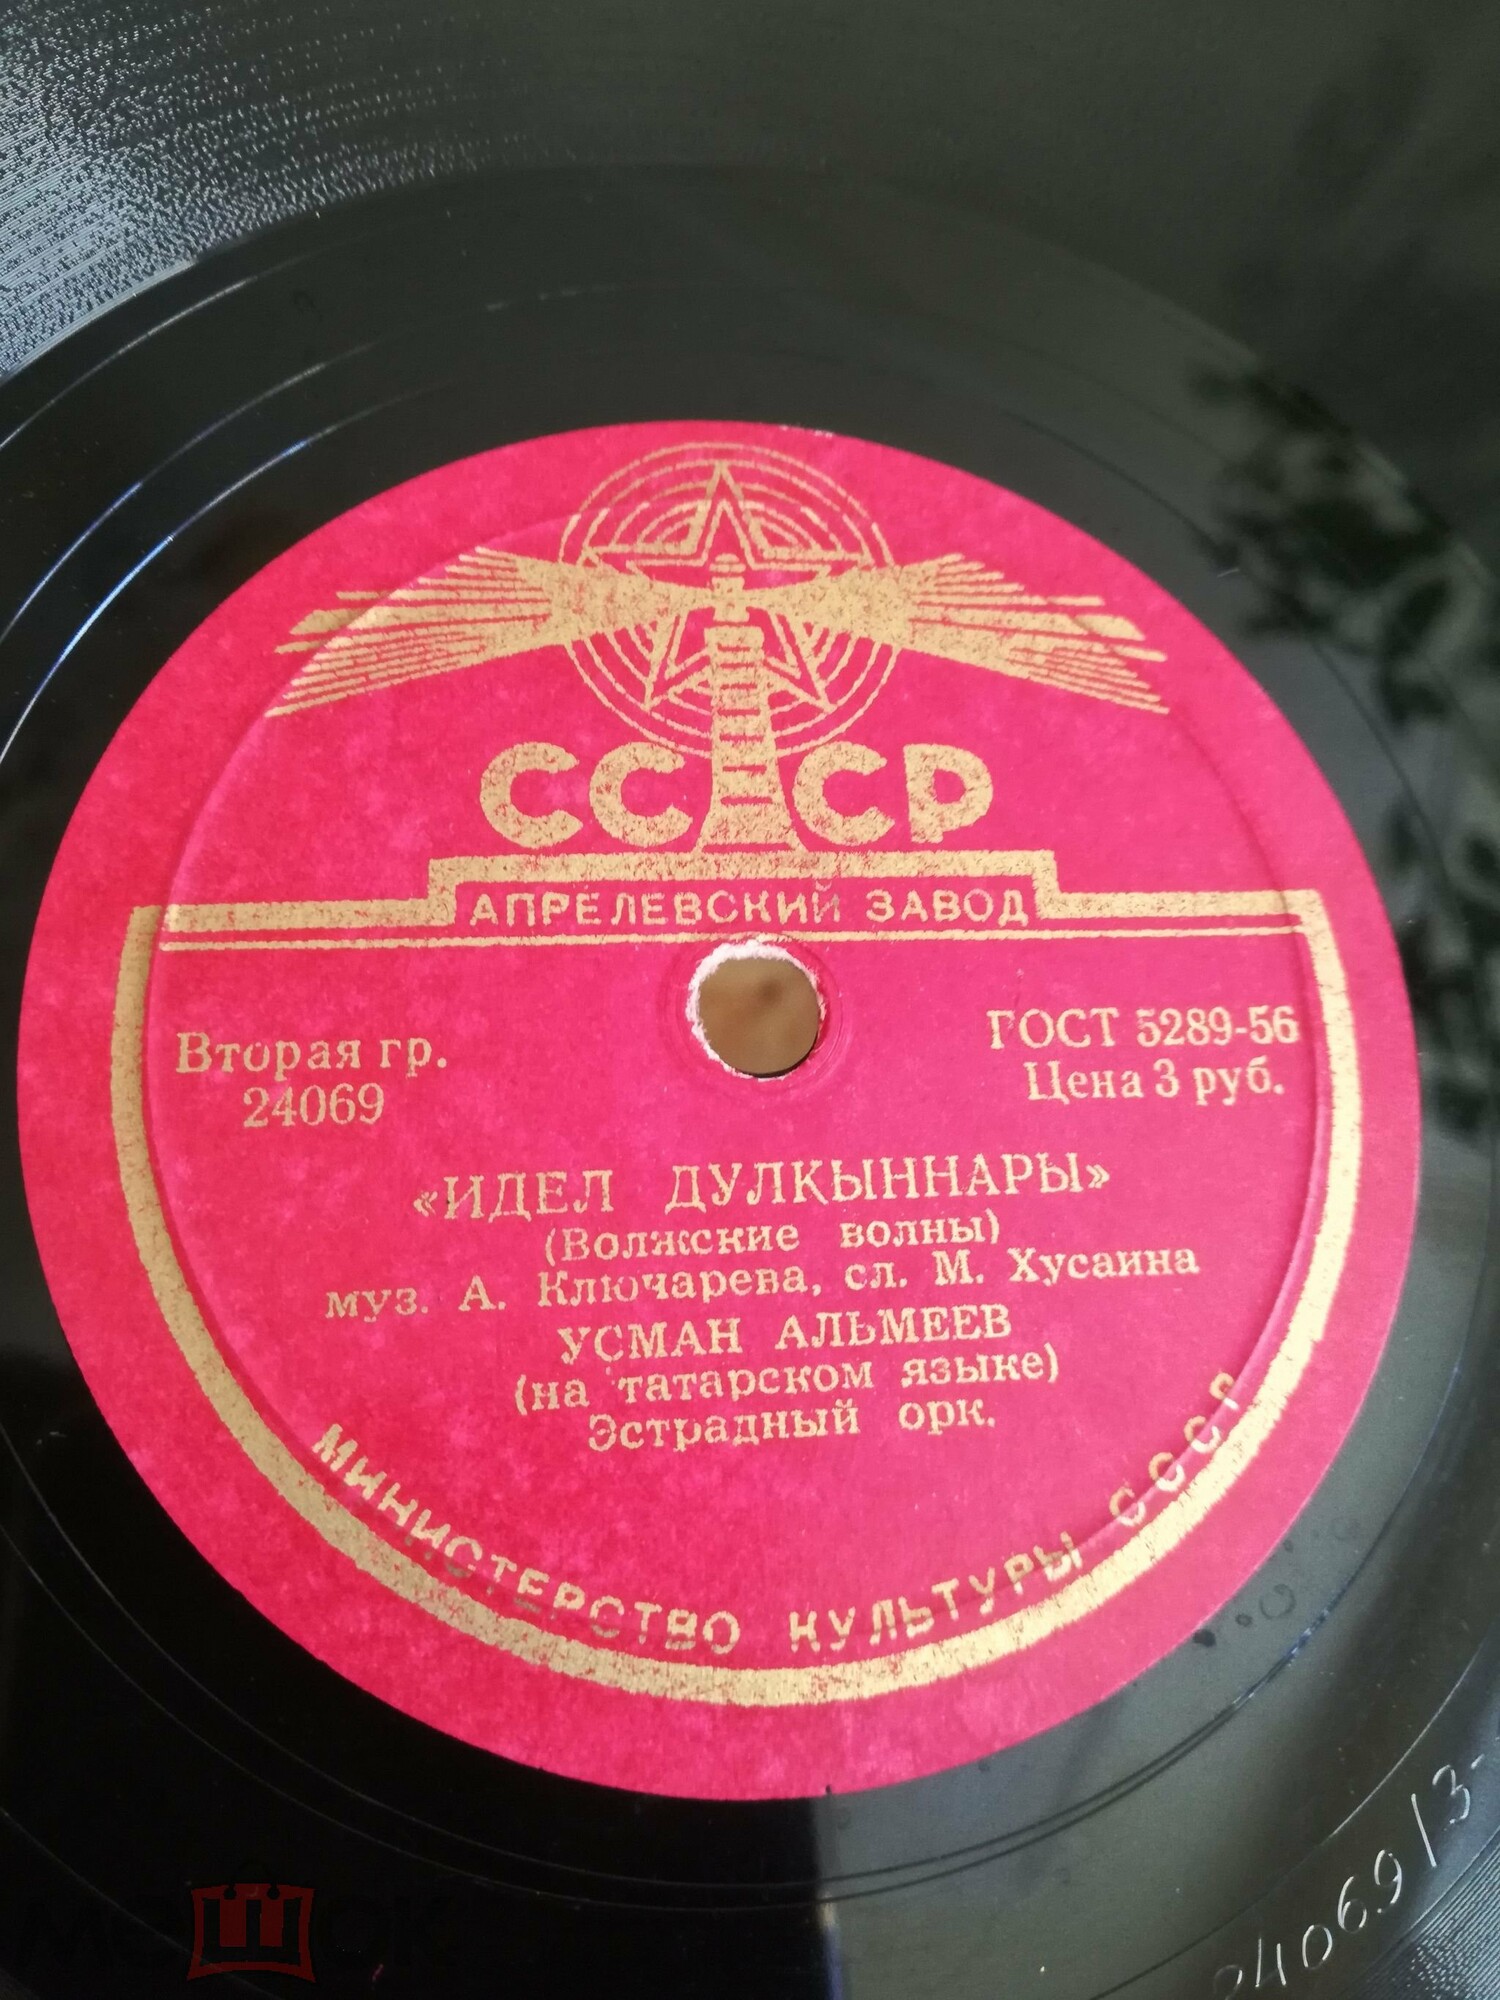 СССР
АПРЕЛЕВСКИЙ ЗАВОД
Вторая гр.
24069
ГОСТ 5289-56
Цена 3 руб.
«ИДЕЛ ДУЛКЫННАРЫ»
(Волжские волны)
муз. А. Ключарева, сл. М. Хусаина
УСМАН АЛЬМЕЕВ
(на татарском языке)
Эстрадный орк.
МИНИСТЕРСТВО КУЛЬТУРЫ СССР
24069/3-